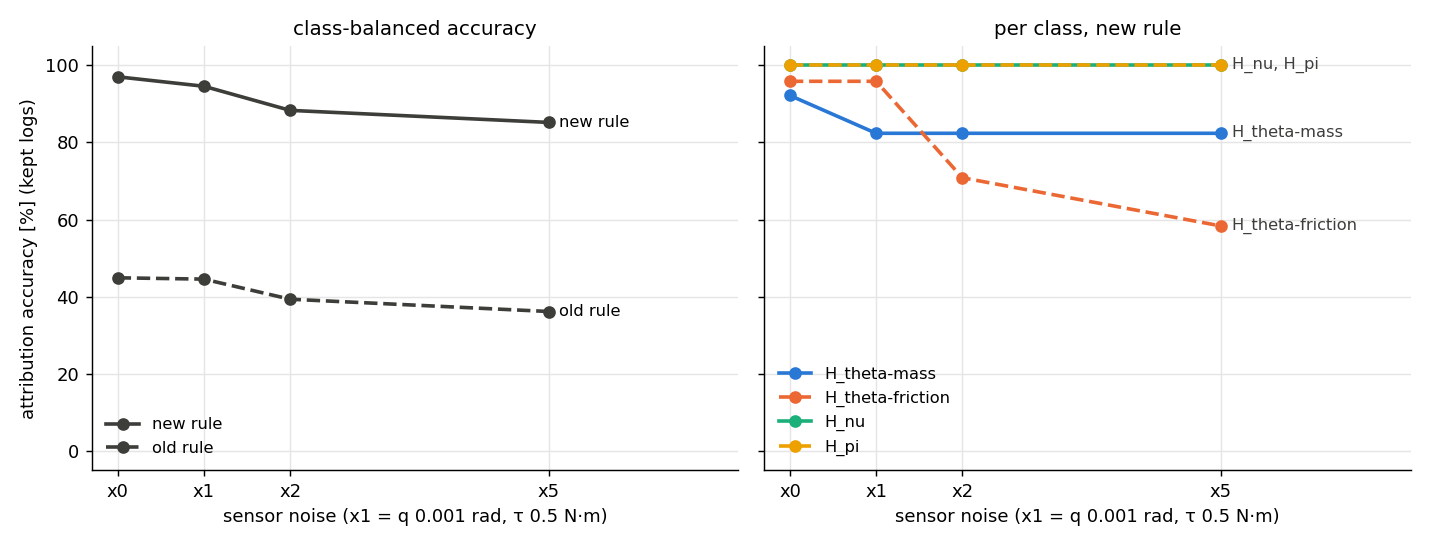 class-balanced accuracy
attribution accuracy [%] (kept logs)
100
80
60
40
20
0
new rule
old rule
new rule
old rule
x0
x1
x2
x5
sensor noise (x1 = q 0.001 rad, τ 0.5 N·m)
per class, new rule
H_nu, H_pi
H_theta-mass
H_theta-friction
H_theta-mass
H_theta-friction
H_nu
H_pi
x0
x1
x2
x5
sensor noise (x1 = q 0.001 rad, τ 0.5 N·m)